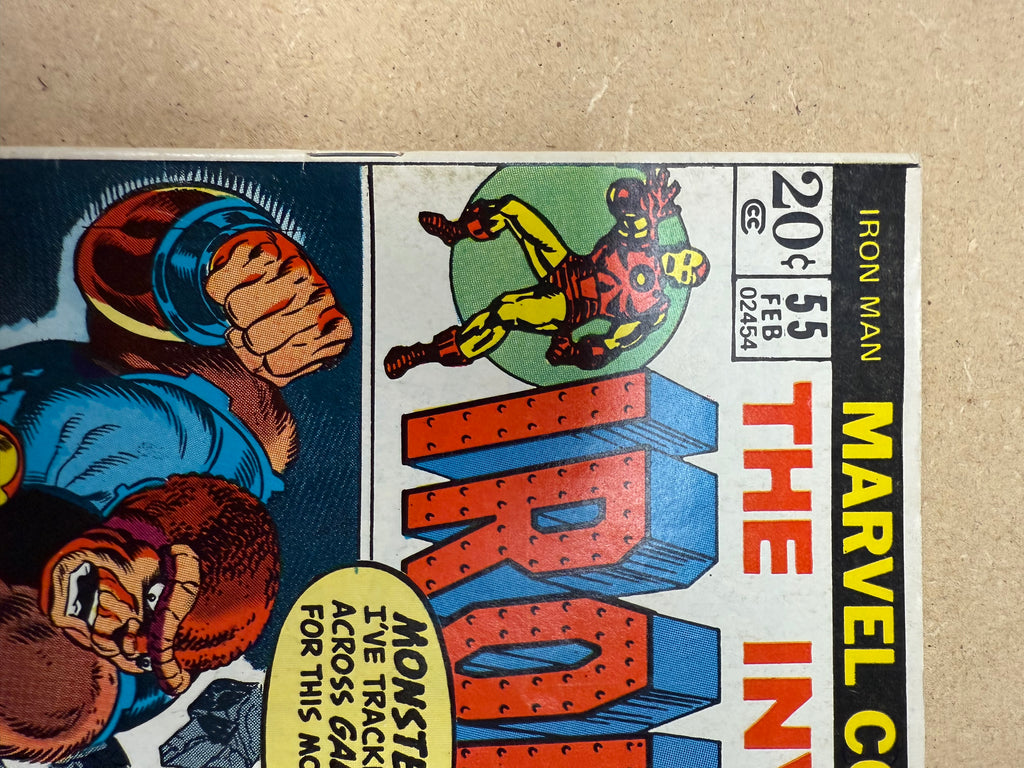 IRON MAN
MARVEL CO
20¢
CC
55
FEB
02454
THE INV
IRO
MONSTE
I'VE TRACK
ACROSS GA
FOR THIS MO